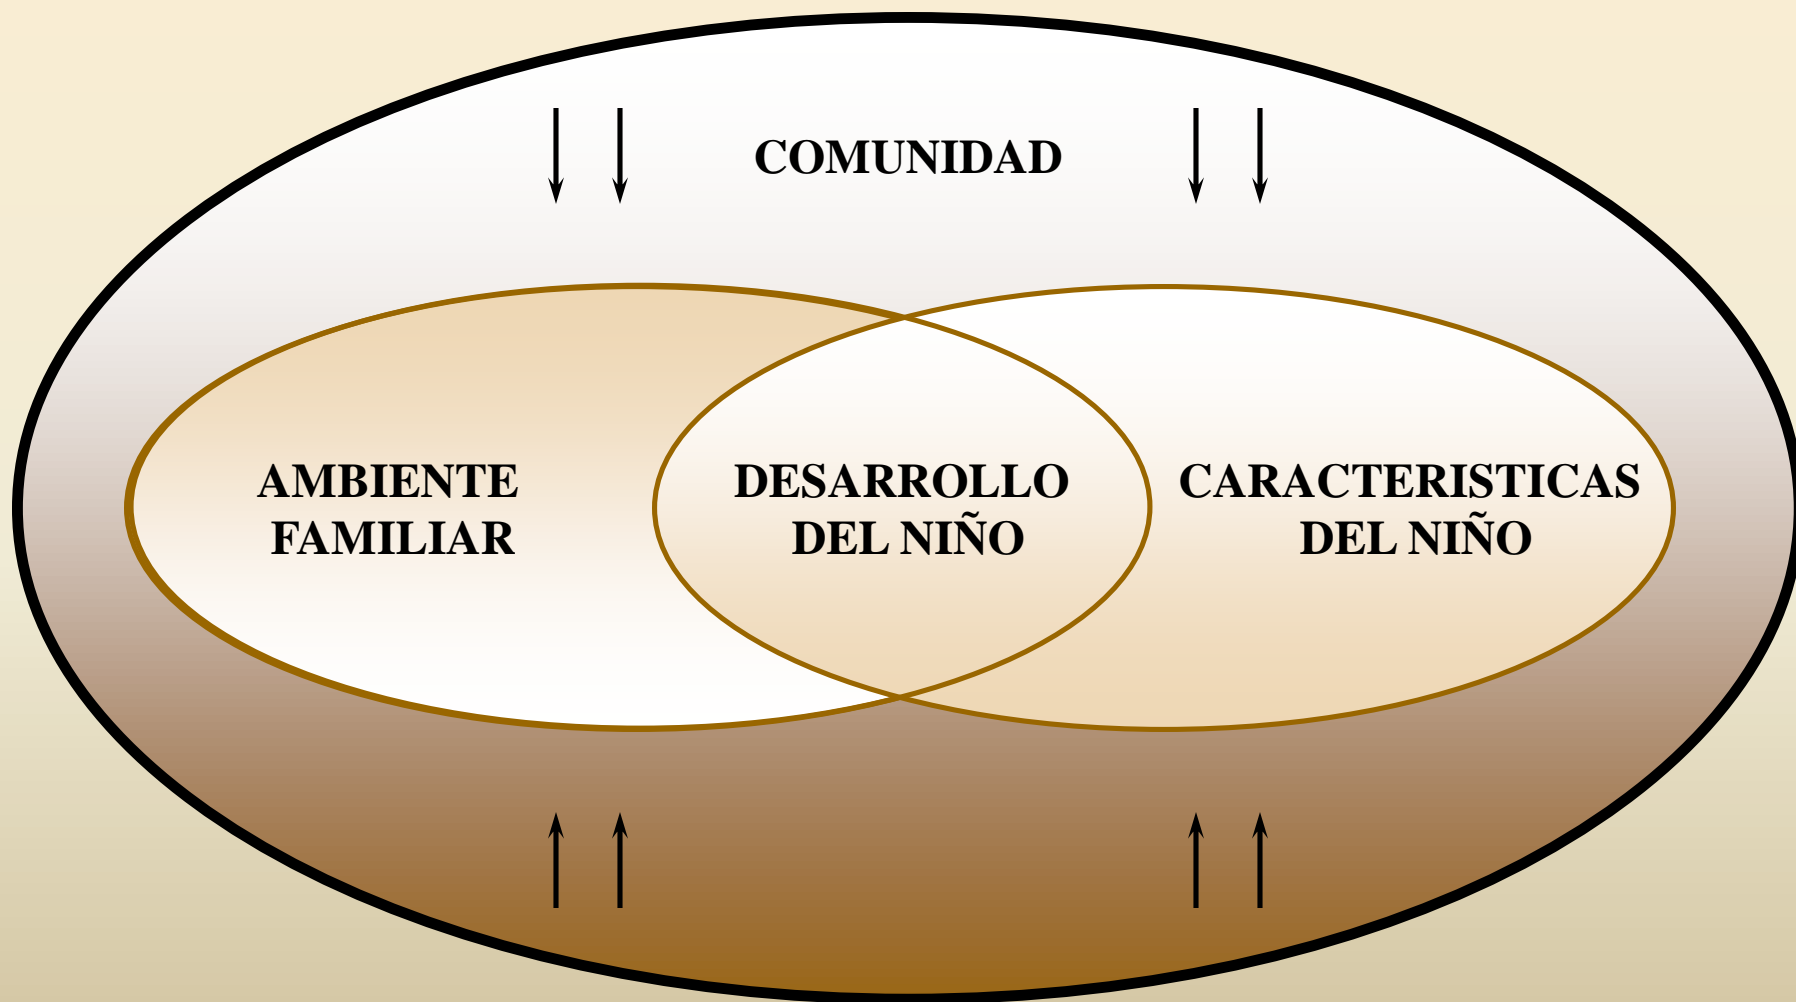 COMUNIDAD
AMBIENTE
FAMILIAR
DESARROLLO
DEL NIÑO
CARACTERISTICAS
DEL NIÑO